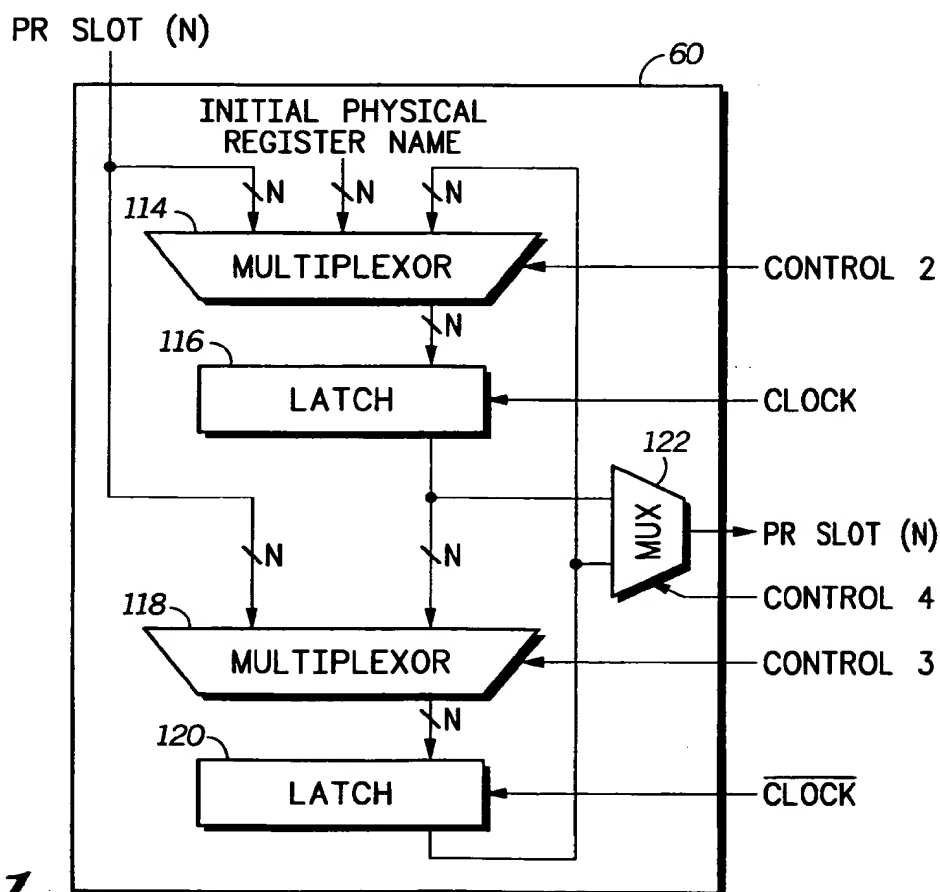 PR SLOT (N)
60
INITIAL PHYSICAL
REGISTER NAME
N N N
114
MULTIPLEXOR
CONTROL 2
N
116
LATCH
CLOCK
122
MUX
PR SLOT (N)
N N
CONTROL 4
118
MULTIPLEXOR
CONTROL 3
N
120
LATCH
CLOCK